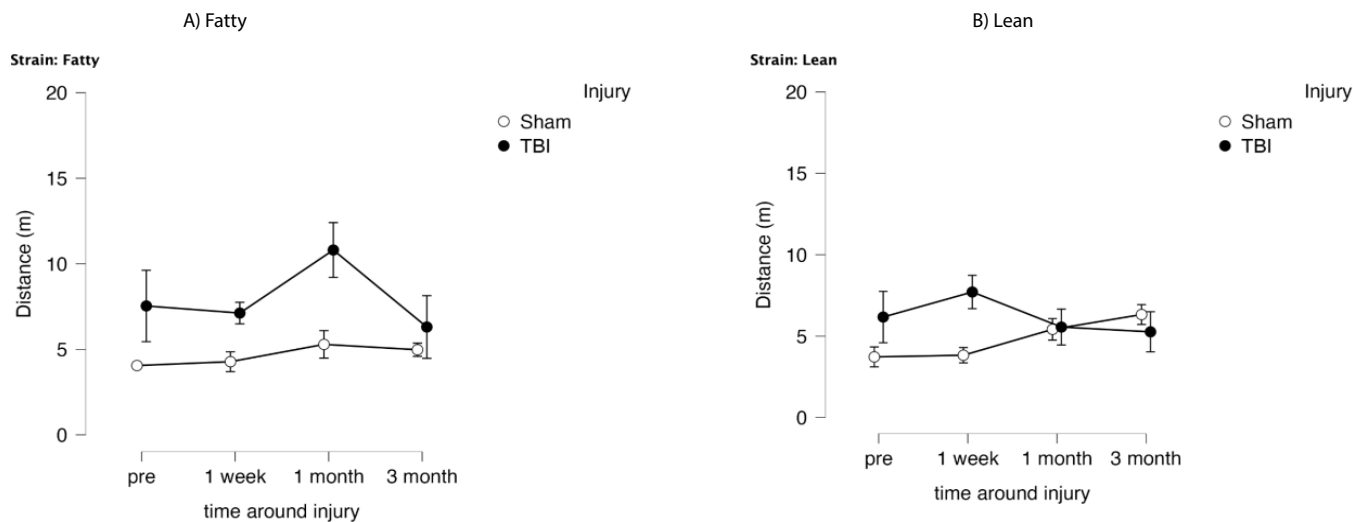 A) Fatty
Strain: Fatty
Injury
Sham
TBI
20
15
10
5
0
Distance (m)
pre 1 week 1 month 3 month
time around injury
B) Lean
Strain: Lean
Injury
Sham
TBI
20
15
10
5
0
Distance (m)
pre 1 week 1 month 3 month
time around injury